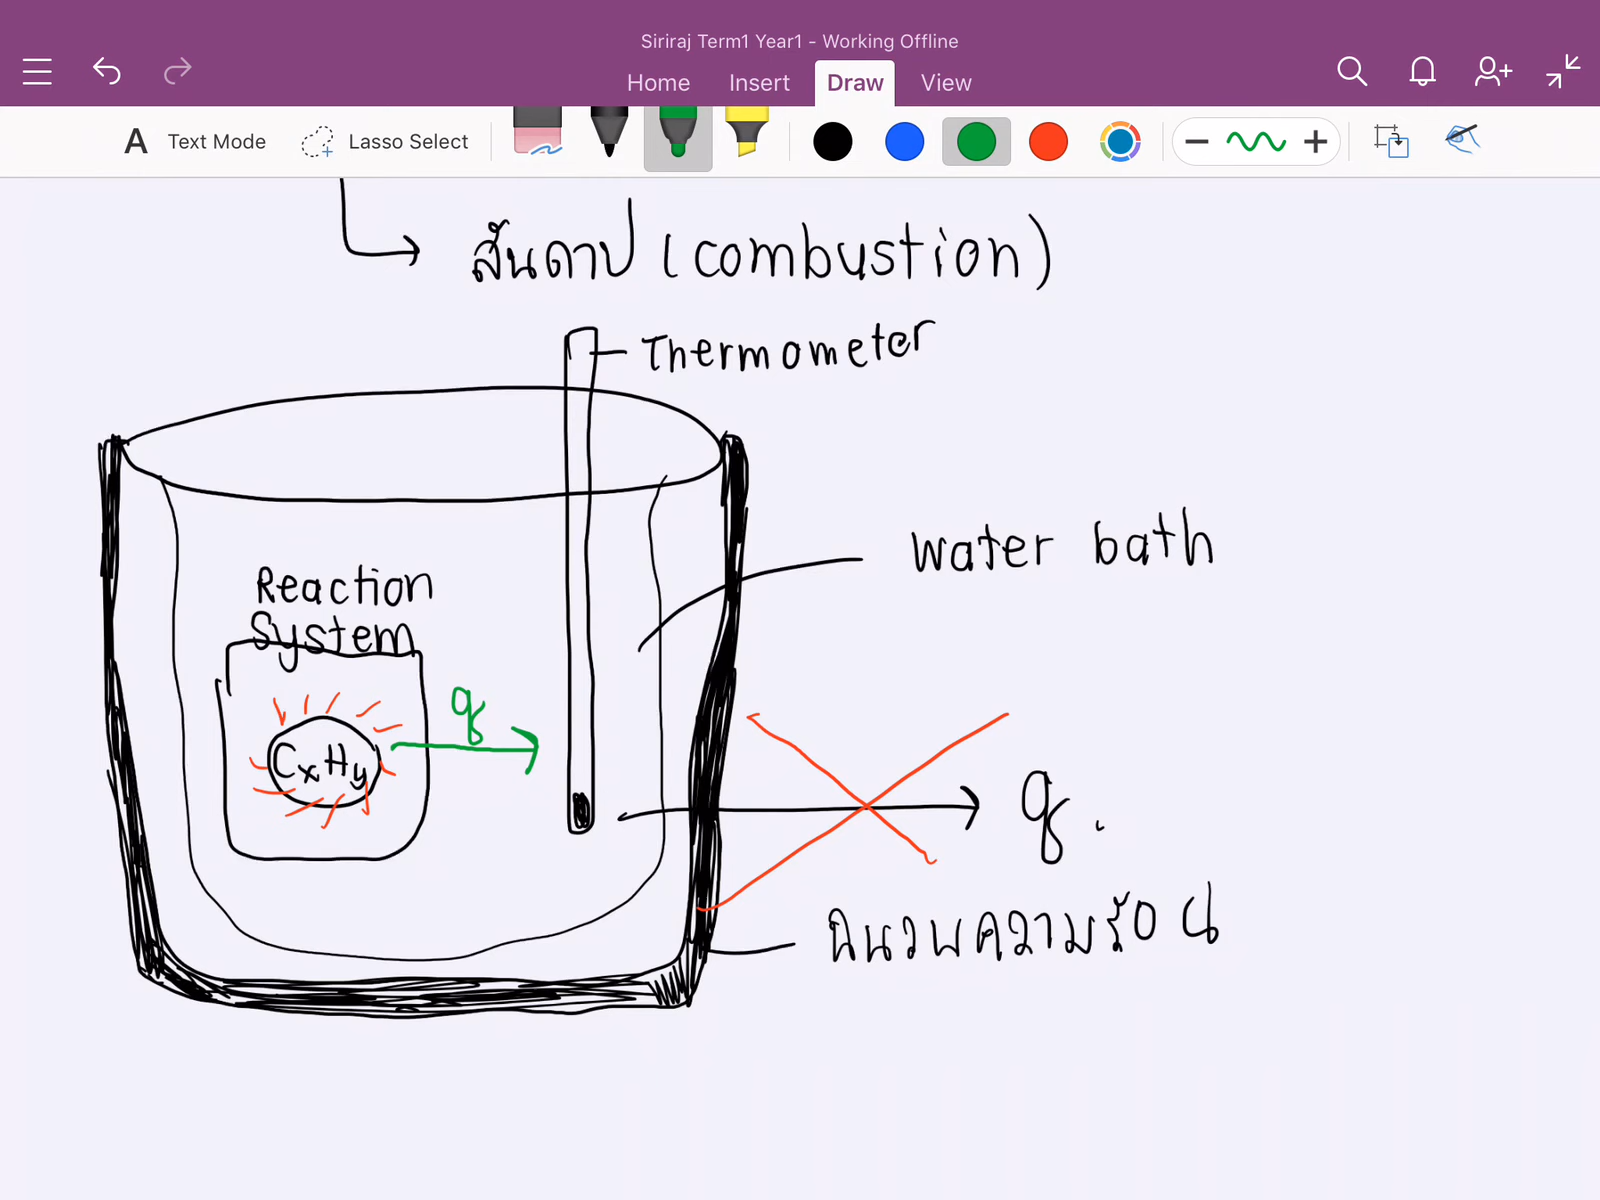 Siriraj Term1 Year1 - Working Offline
Home Insert Draw View
A Text Mode Lasso Select
สันดาป (combustion)
Thermometer
water bath
Reaction
System
q
CxHy
q.
ฉนวนความร้อน